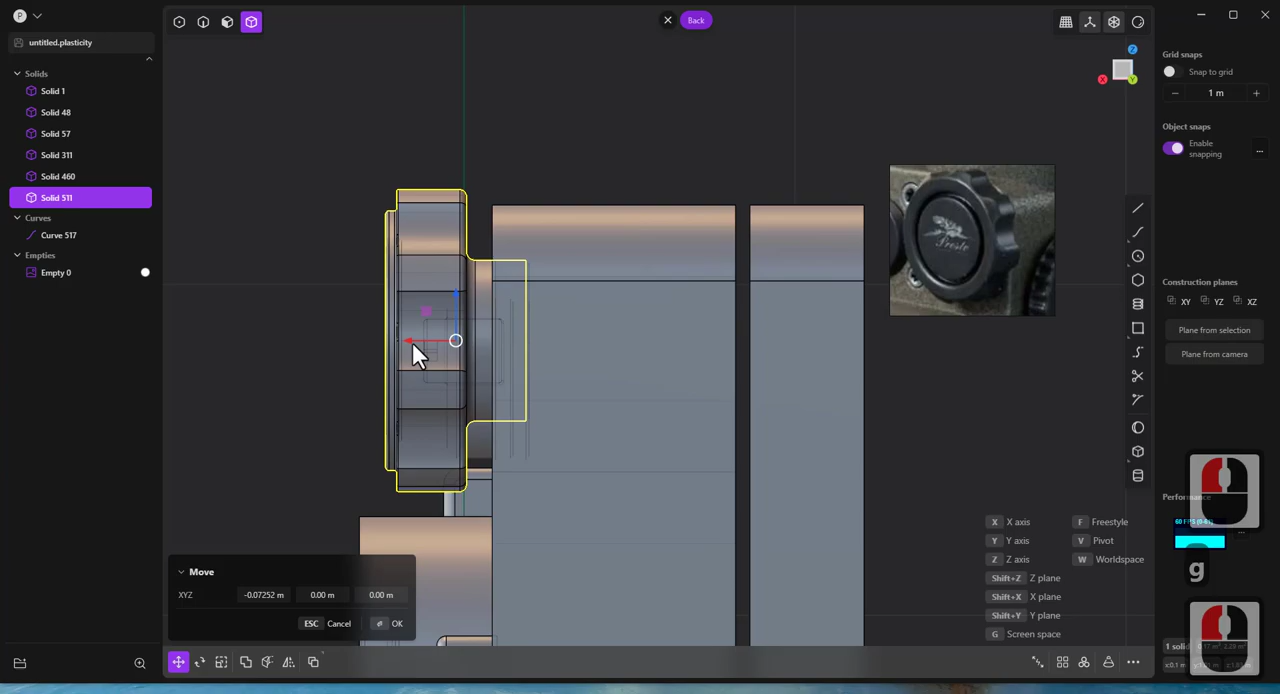 P
untitled.plasticity
Back
Solids
Solid 1
Solid 48
Solid 57
Solid 311
Solid 460
Solid 511
Curves
Curve 517
Empties
Empty 0
Z
X
Y
Presto
Grid snaps
Snap to grid
1 m
Object snaps
Enable
snapping
...
Construction planes
XY
YZ
XZ
Plane from selection
Plane from camera
Performance
g
X X axis
F Freestyle
Y Y axis
V Pivot
Z Z axis
W Worldspace
Shift+Z Z plane
Shift+X X plane
Shift+Y Y plane
G Screen space
Move
XYZ -0.07252 m 0.00 m 0.00 m
ESC Cancel
OK